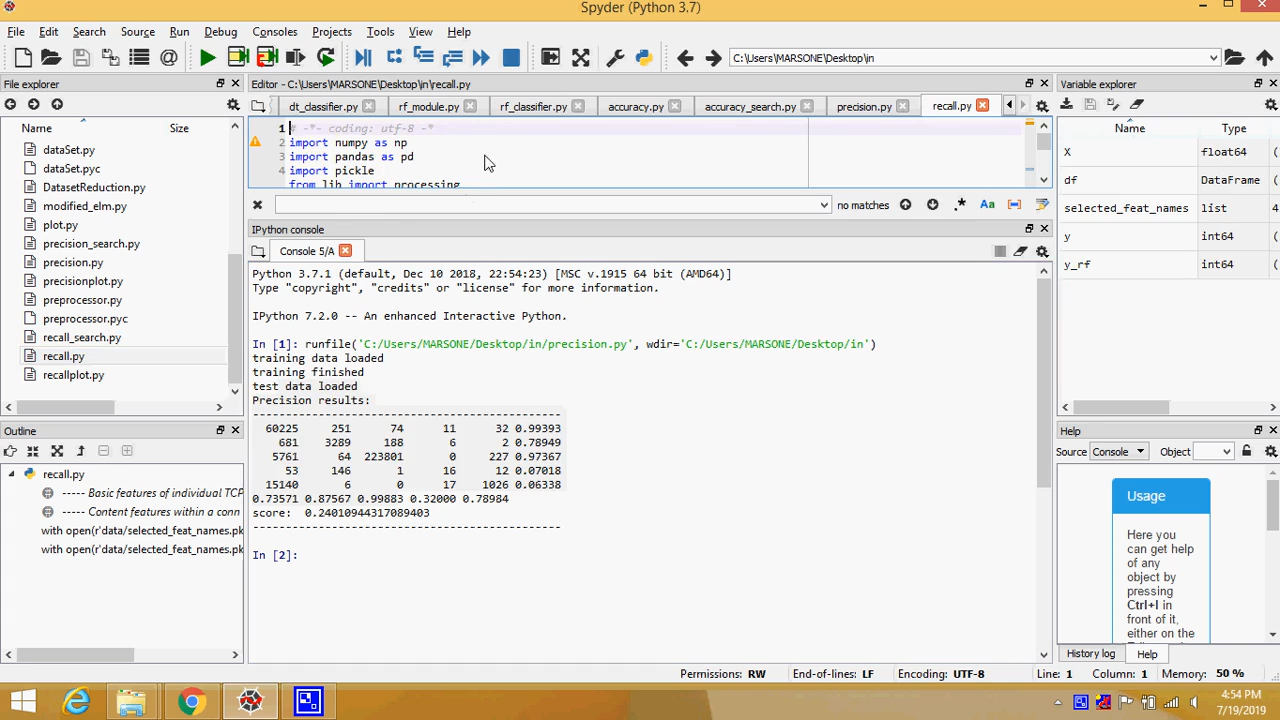 Spyder (Python 3.7)
File Edit Search Source Run Debug Consoles Projects Tools View Help
C:\Users\MARSONE\Desktop\in
File explorer
Name Size
dataSet.py
dataSet.pyc
DatasetReduction.py
modified_elm.py
plot.py
precision_search.py
precision.py
precisionplot.py
preprocessor.py
preprocessor.pyc
recall_search.py
recall.py
recallplot.py
Outline
recall.py
----- Basic features of individual TCP
----- Content features within a conn
with open(r'data/selected_feat_names.pk
with open(r'data/selected_feat_names.pk
Editor - C:\Users\MARSONE\Desktop\in\recall.py
dt_classifier.py rf_module.py rf_classifier.py accuracy.py accuracy_search.py precision.py recall.py
1 # -*- coding: utf-8 -*
2 import numpy as np
3 import pandas as pd
4 import pickle
from lib import processing
no matches .* Aa
IPython console
Console 5/A
Python 3.7.1 (default, Dec 10 2018, 22:54:23) [MSC v.1915 64 bit (AMD64)]
Type "copyright", "credits" or "license" for more information.
IPython 7.2.0 -- An enhanced Interactive Python.
In [1]: runfile('C:/Users/MARSONE/Desktop/in/precision.py', wdir='C:/Users/MARSONE/Desktop/in')
training data loaded
training finished
test data loaded
Precision results:
-------------------------------------------
60225 251 74 11 32 0.99393
681 3289 188 6 2 0.78949
5761 64 223801 0 227 0.97367
53 146 1 16 12 0.07018
15140 6 0 17 1026 0.06338
0.73571 0.87567 0.99883 0.32000 0.78984
score: 0.24010944317089403
-------------------------------------------
In [2]:
Variable explorer
Name Type
X float64
df DataFrame
selected_feat_names list 4
y int64 (
y_rf int64 (
Help
Source Console Object
Usage
Here you
can get help
of any
object by
pressing
Ctrl+I in
front of it,
either on the
History log Help
Permissions: RW End-of-lines: LF Encoding: UTF-8 Line: 1 Column: 1 Memory: 50 %
4:54 PM
7/19/2019